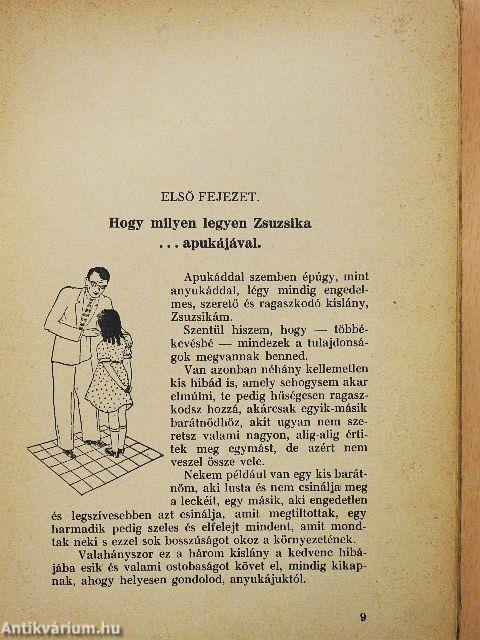 ELSŐ FEJEZET.
Hogy milyen legyen Zsuzsika
... apukájával.
Apukáddal szemben épúgy, mint
anyukáddal, légy mindig engedel-
mes, szerető és ragaszkodó kislány,
Zsuzsikám.
Szentül hiszem, hogy — többé-
kevésbé — mindezek a tulajdonsá-
gok megvannak benned.
Van azonban néhány kellemetlen
kis hibád is, amely sehogysem akar
elmúlni, te pedig hűségesen ragasz-
kodsz hozzá, akárcsak egyik-másik
barátnődhöz, akit ugyan nem sze-
retsz valami nagyon, alig-alig érti-
tek meg egymást, de azért nem
veszel össze vele.
Nekem például van egy kis barát-
nőm, aki lusta és nem csinálja meg
a leckéit, egy másik, aki engedetlen
és legszívesebben azt csinálja, amit megtiltottak, egy
harmadik pedig szeles és elfelejt mindent, amit mond-
tak neki s ezzel sok bosszúságot okoz a környezetének.
Valahányszor ez a három kislány a kedvenc hibá-
jába esik és valami ostobaságot követ el, mindig kikap-
nak, ahogy helyesen gondolod, anyukájuktól.
9
Antikvárium.hu